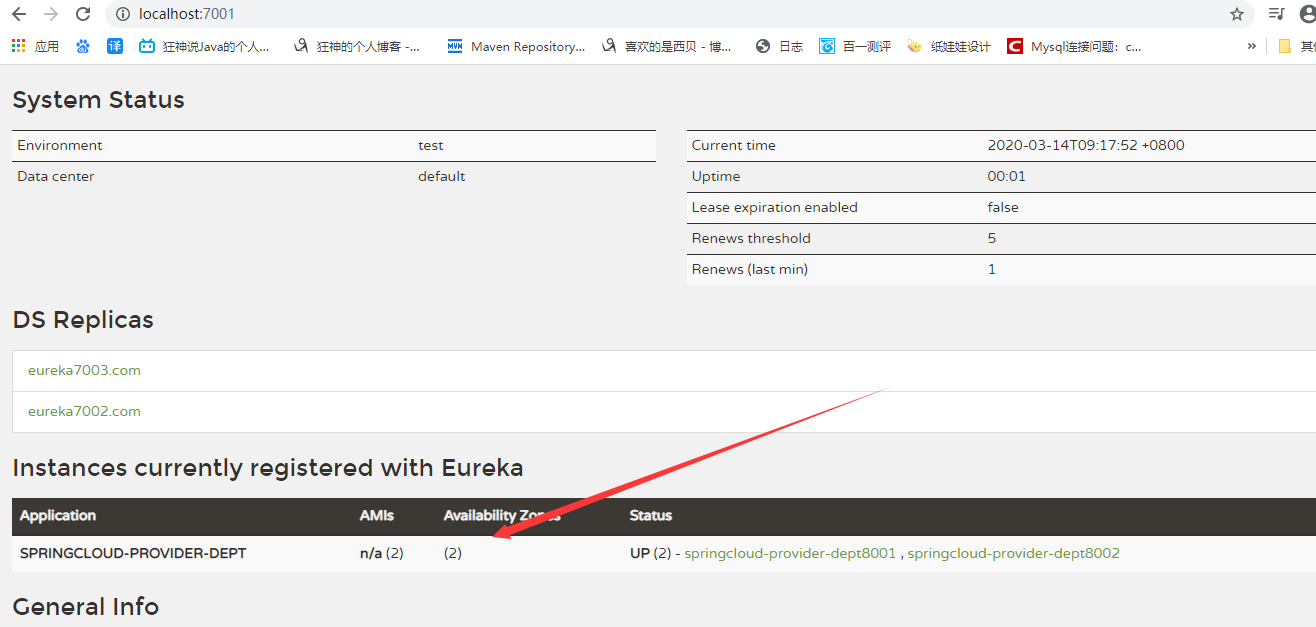 localhost:7001
应用 译 狂神说Java的个人... 狂神的个人博客 -... MVN Maven Repository... 喜欢的是西贝 - 博... 日志 百一测评 纸娃娃设计 C Mysql连接问题：c... »
System Status
Environment test
Data center default
Current time 2020-03-14T09:17:52 +0800
Uptime 00:01
Lease expiration enabled false
Renews threshold 5
Renews (last min) 1
DS Replicas
eureka7003.com
eureka7002.com
Instances currently registered with Eureka
Application AMIs Availability Zones Status
SPRINGCLOUD-PROVIDER-DEPT n/a (2) (2) UP (2) - springcloud-provider-dept8001 , springcloud-provider-dept8002
General Info